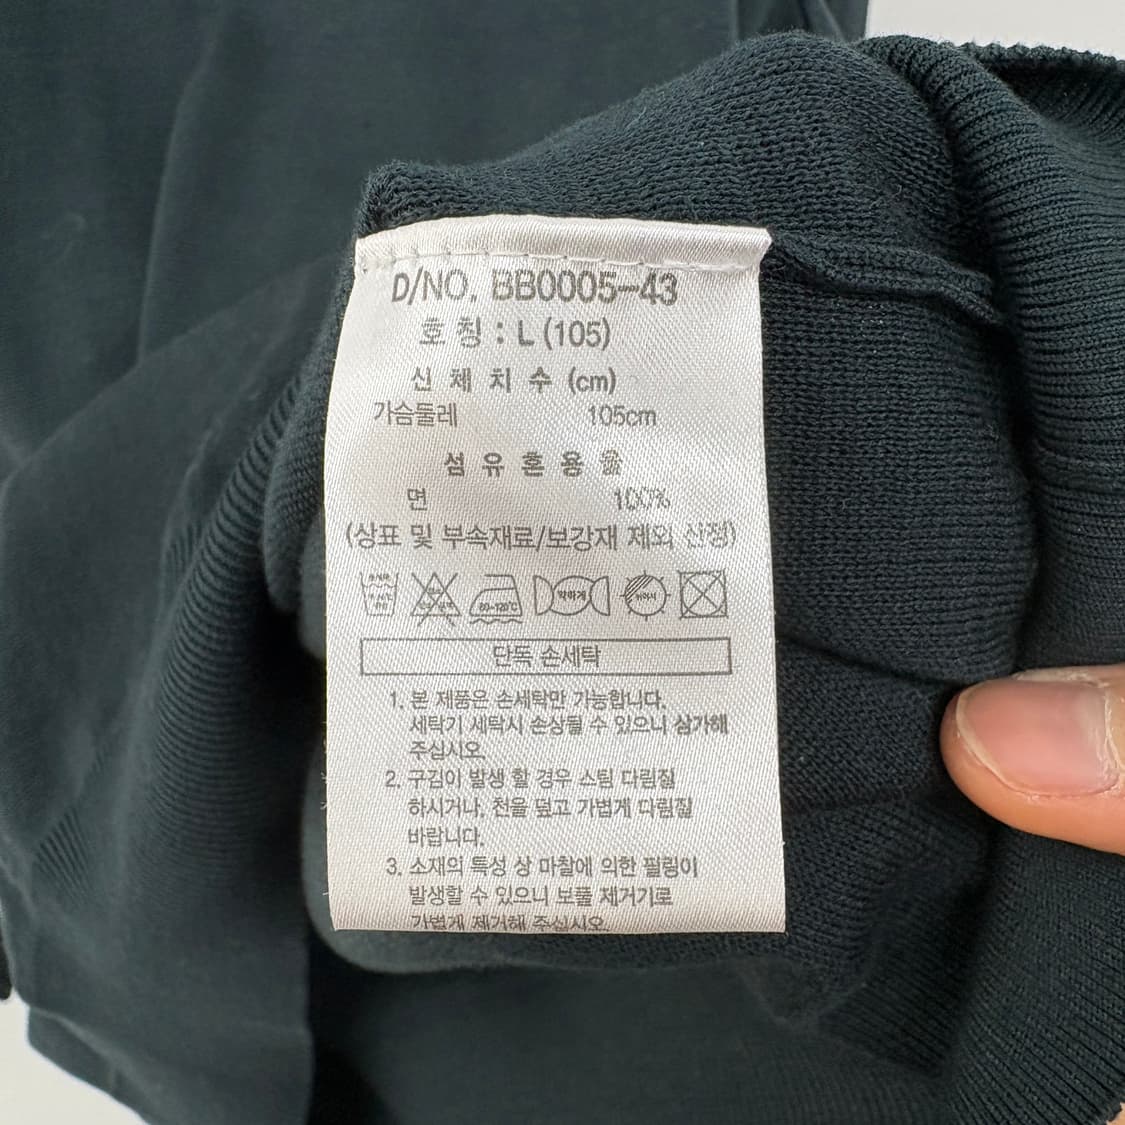 D/NO. BB0005-43
호 칭 : L (105)
신 체 치 수 (cm)
가슴둘레 105cm
섬 유 혼 용 율
면 100%
(상표 및 부속재료/보강재 제외 산정)
80~120℃ 약하게
단독 손세탁
1. 본 제품은 손세탁만 가능합니다.
세탁기 세탁시 손상될 수 있으니 삼가해
주십시오.
2. 구김이 발생 할 경우 스팀 다림질
하시거나, 천을 덮고 가볍게 다림질
바랍니다.
3. 소재의 특성 상 마찰에 의한 필링이
발생할 수 있으니 보풀 제거기로
가볍게 제거해 주십시오.